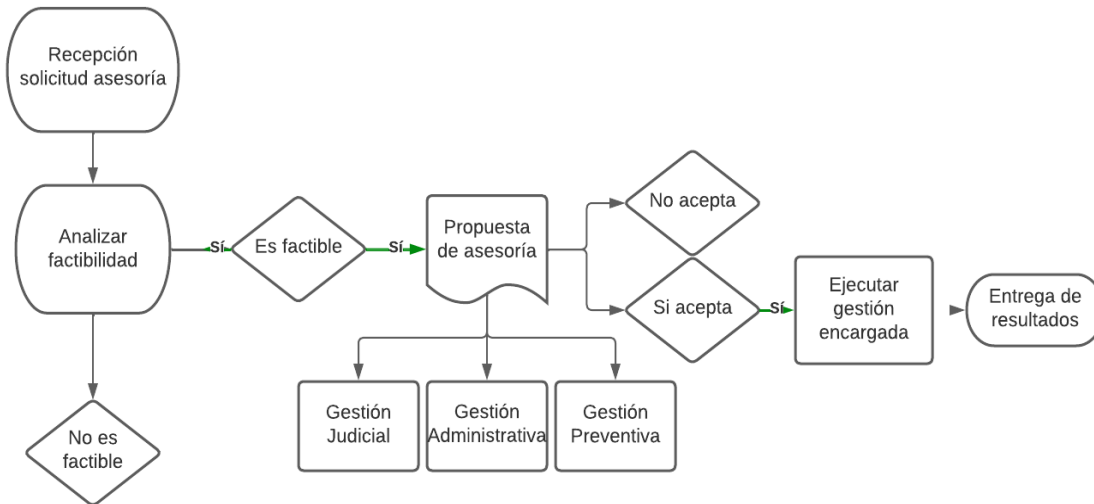 Recepción
solicitud asesoría
Analizar
factibilidad
Sí
Es factible
Sí
Propuesta
de asesoría
No acepta
Si acepta
Sí
Ejecutar
gestión
encargada
Entrega de
resultados
Gestión
Judicial
Gestión
Administrativa
Gestión
Preventiva
No es
factible